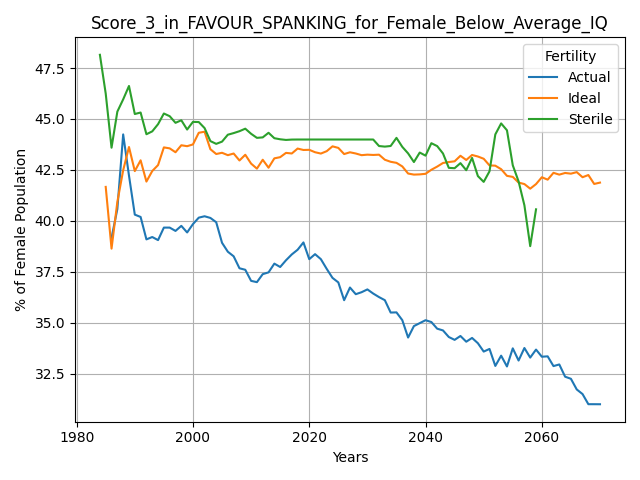 Score_3_in_FAVOUR_SPANKING_for_Female_Below_Average_IQ
% of Female Population
47.5
45.0
42.5
40.0
37.5
35.0
32.5
Fertility
Actual
Ideal
Sterile
1980
2000
2020
2040
2060
Years